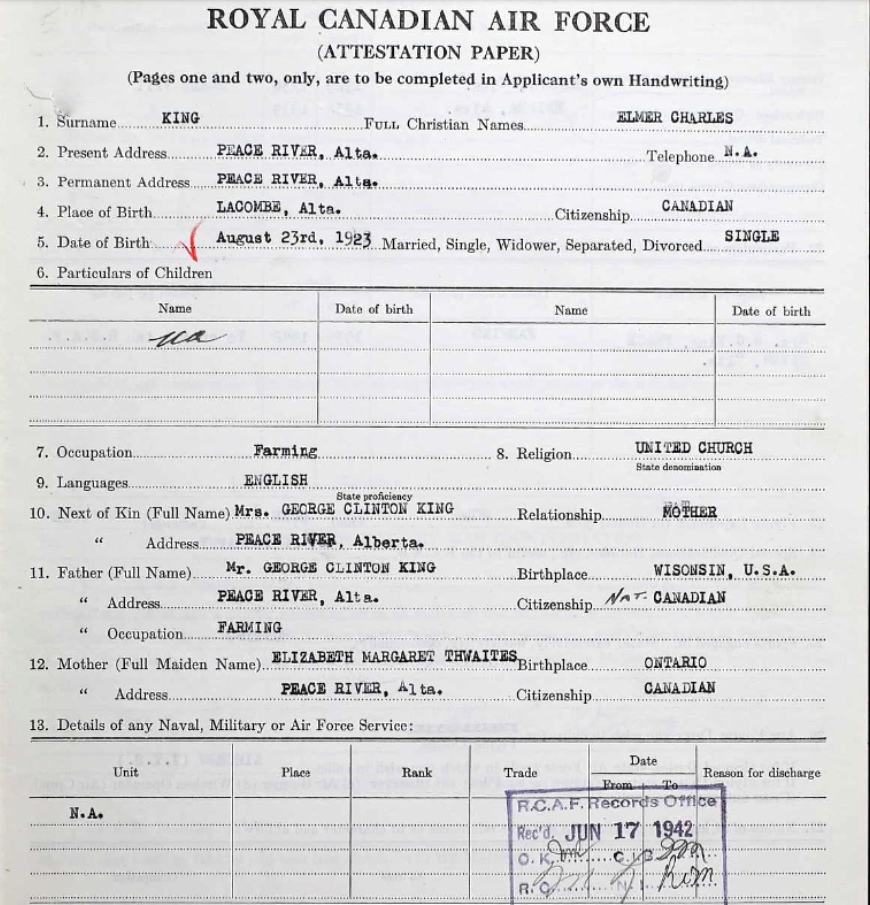 ROYAL CANADIAN AIR FORCE
(ATTESTATION PAPER)
(Pages one and two, only, are to be completed in Applicant's own Handwriting)
1. Surname KING FULL Christian Names ELMER CHARLES
2. Present Address PEACE RIVER, Alta. Telephone N.A.
3. Permanent Address PEACE RIVER, Alta.
4. Place of Birth LACOMBE, Alta. Citizenship CANADIAN
5. Date of Birth August 23rd, 1923 Married, Single, Widower, Separated, Divorced SINGLE
6. Particulars of Children
Name Date of birth Name Date of birth
na
7. Occupation Farming 8. Religion UNITED CHURCH
State denomination
9. Languages ENGLISH
State proficiency
10. Next of Kin (Full Name) Mrs. GEORGE CLINTON KING Relationship MOTHER
" Address PEACE RIVER, Alberta.
11. Father (Full Name) Mr. GEORGE CLINTON KING Birthplace WISONSIN, U.S.A.
" Address PEACE RIVER, Alta. Citizenship NAT. CANADIAN
" Occupation FARMING
12. Mother (Full Maiden Name) ELIZABETH MARGARET THWAITES Birthplace ONTARIO
" Address PEACE RIVER, Alta. Citizenship CANADIAN
13. Details of any Naval, Military or Air Force Service:
Unit Place Rank Trade Date Reason for discharge
From To
N.A.
R.C.A.F. Records Office
Rec'd. JUN 17 1942
O.K. C.I.B.
R.C. N.